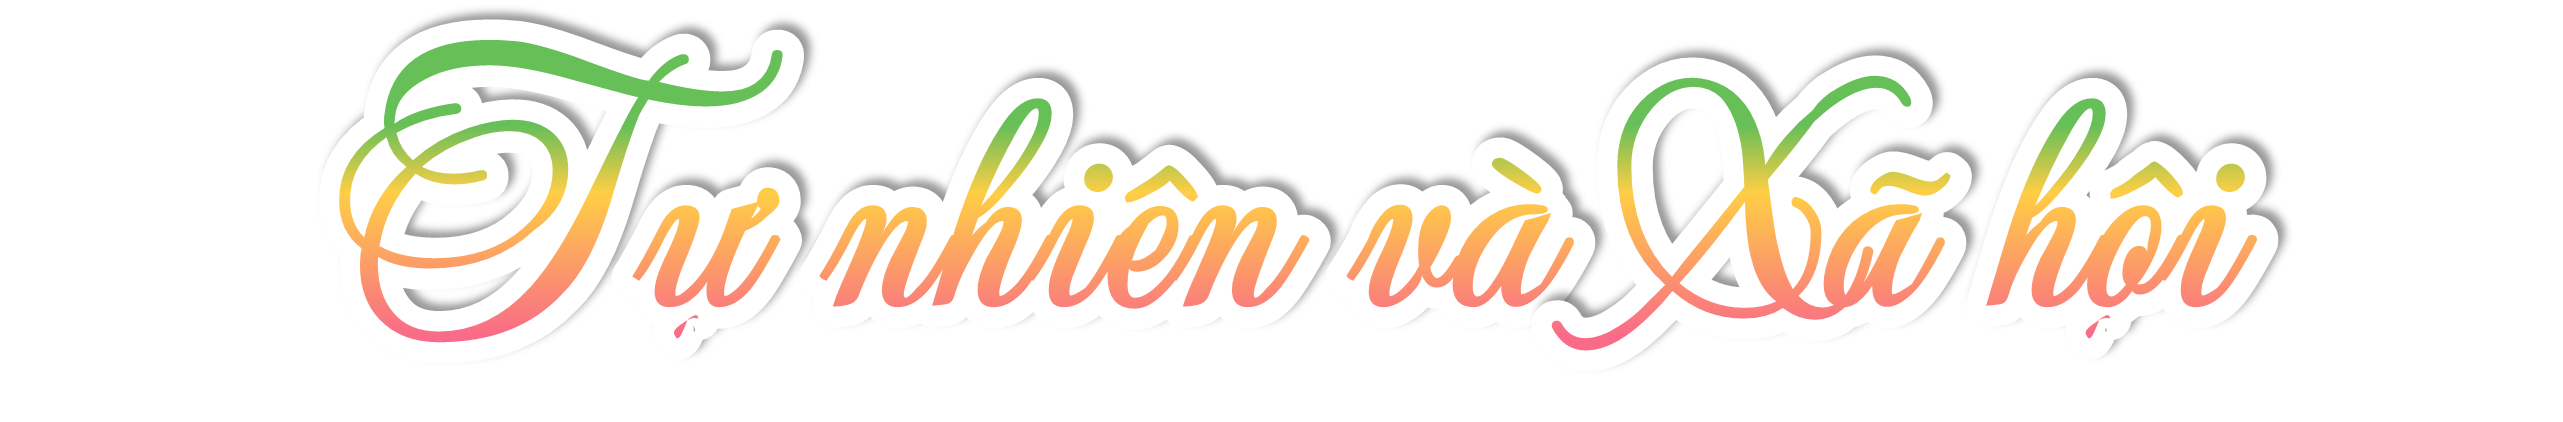 Tự nhiên và Xã hội